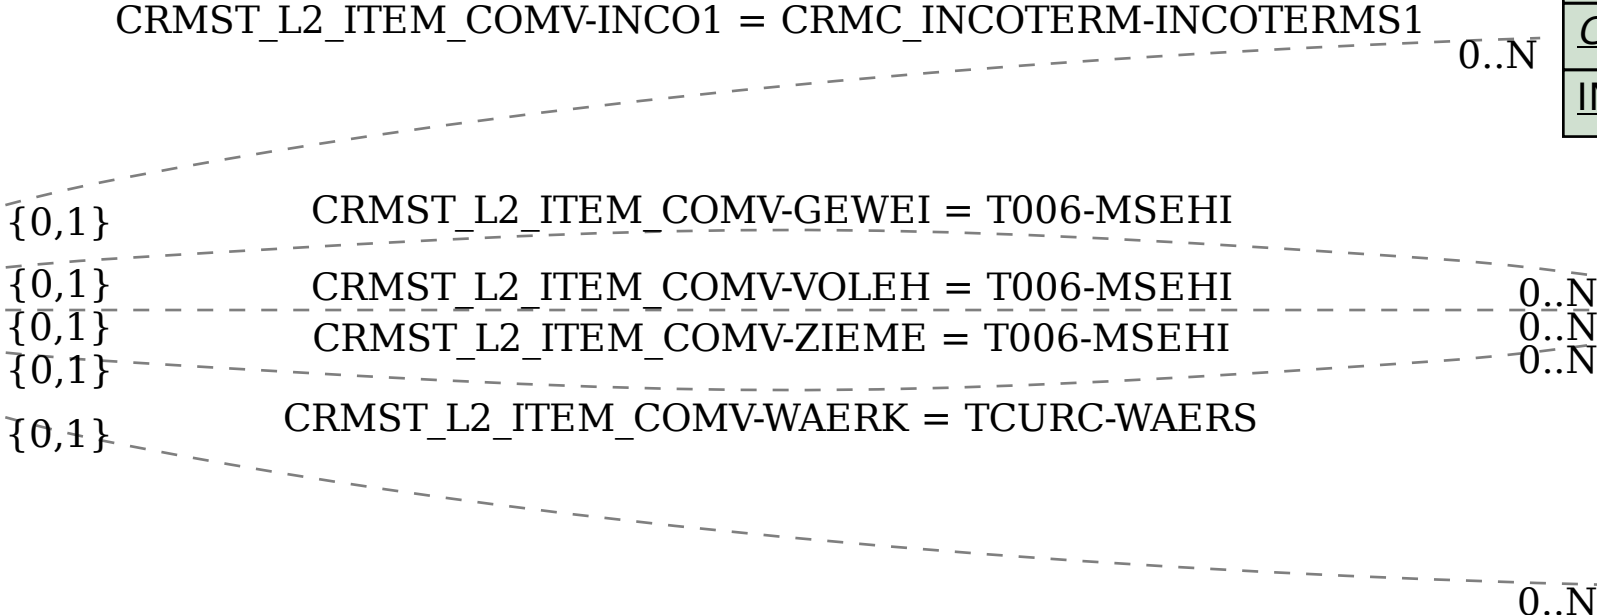 CRMST_L2_ITEM_COMV-INCO1 = CRMC_INCOTERM-INCOTERMS1
0..N
{0,1}
CRMST_L2_ITEM_COMV-GEWEI = T006-MSEHI
{0,1}
CRMST_L2_ITEM_COMV-VOLEH = T006-MSEHI
0..N
{0,1}
CRMST_L2_ITEM_COMV-ZIEME = T006-MSEHI
0..N
{0,1}
0..N
CRMST_L2_ITEM_COMV-WAERK = TCURC-WAERS
{0,1}
0..N